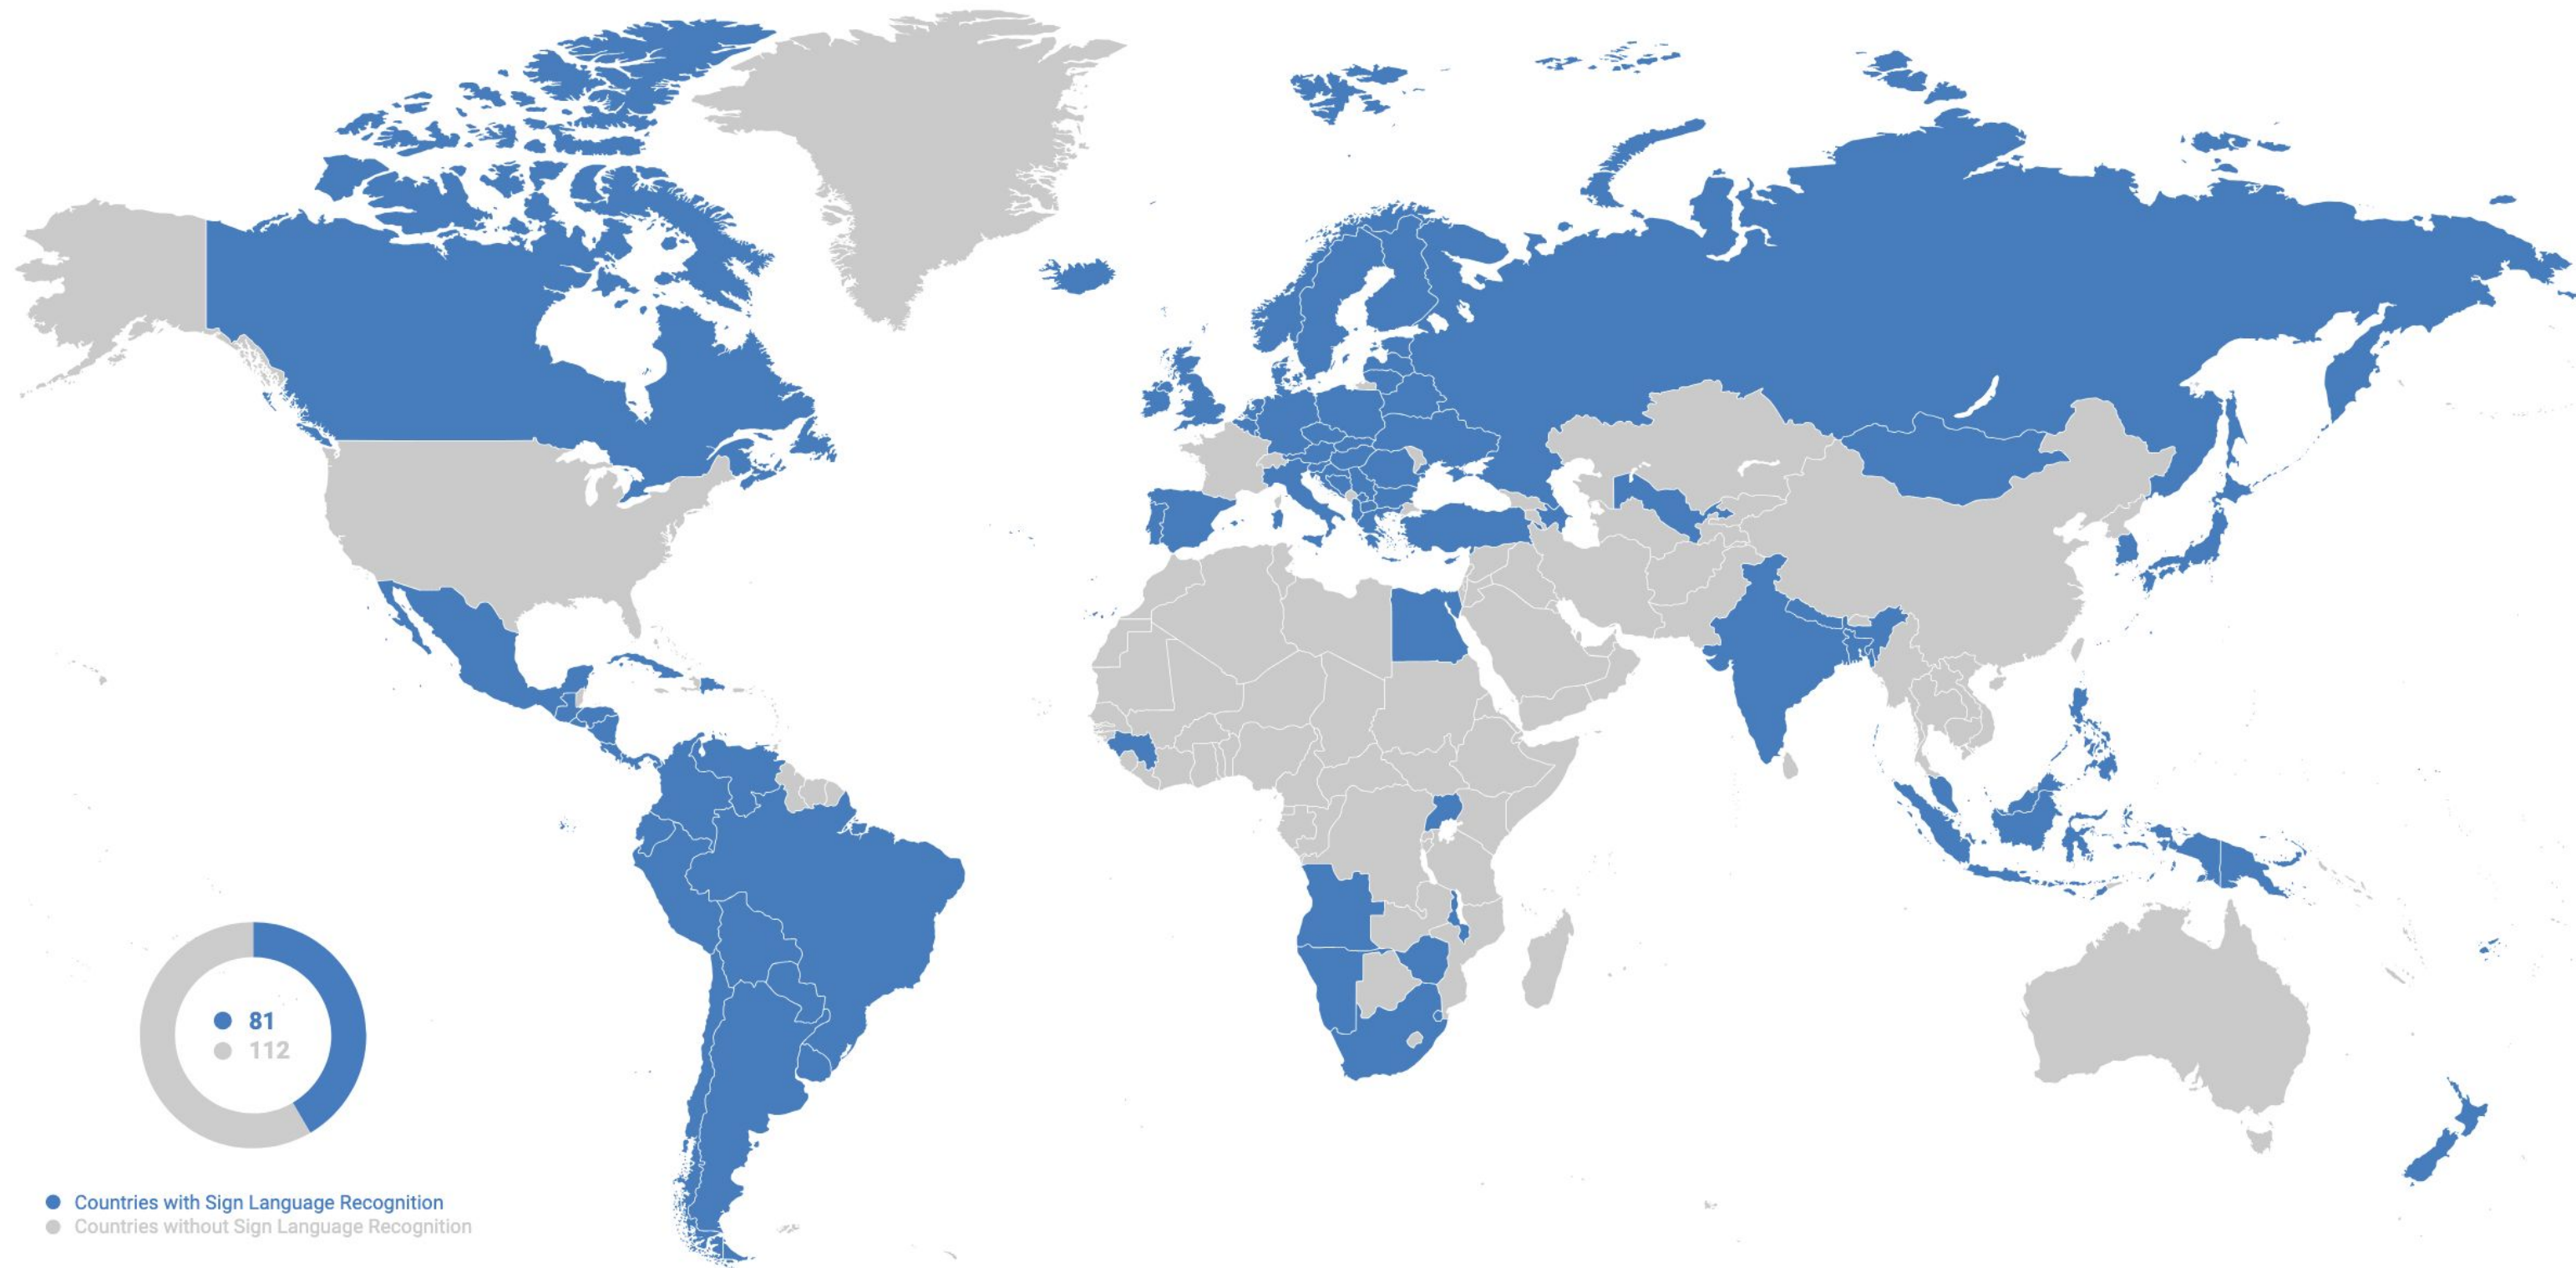 81
112
Countries with Sign Language Recognition
Countries without Sign Language Recognition